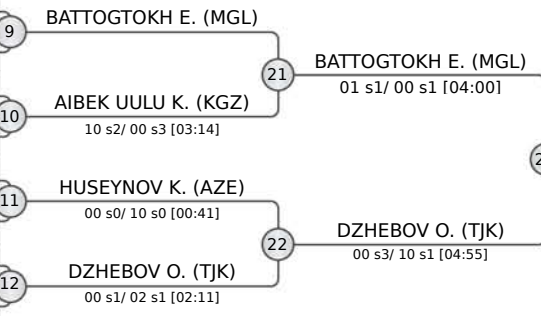 BATTOGTOKH E. (MGL)
9
21
BATTOGTOKH E. (MGL)
01 s1/ 00 s1 [04:00]
AIBEK UULU K. (KGZ)
10
10 s2/ 00 s3 [03:14]
HUSEYNOV K. (AZE)
11
00 s0/ 10 s0 [00:41]
22
DZHEBOV O. (TJK)
00 s3/ 10 s1 [04:55]
DZHEBOV O. (TJK)
12
00 s1/ 02 s1 [02:11]